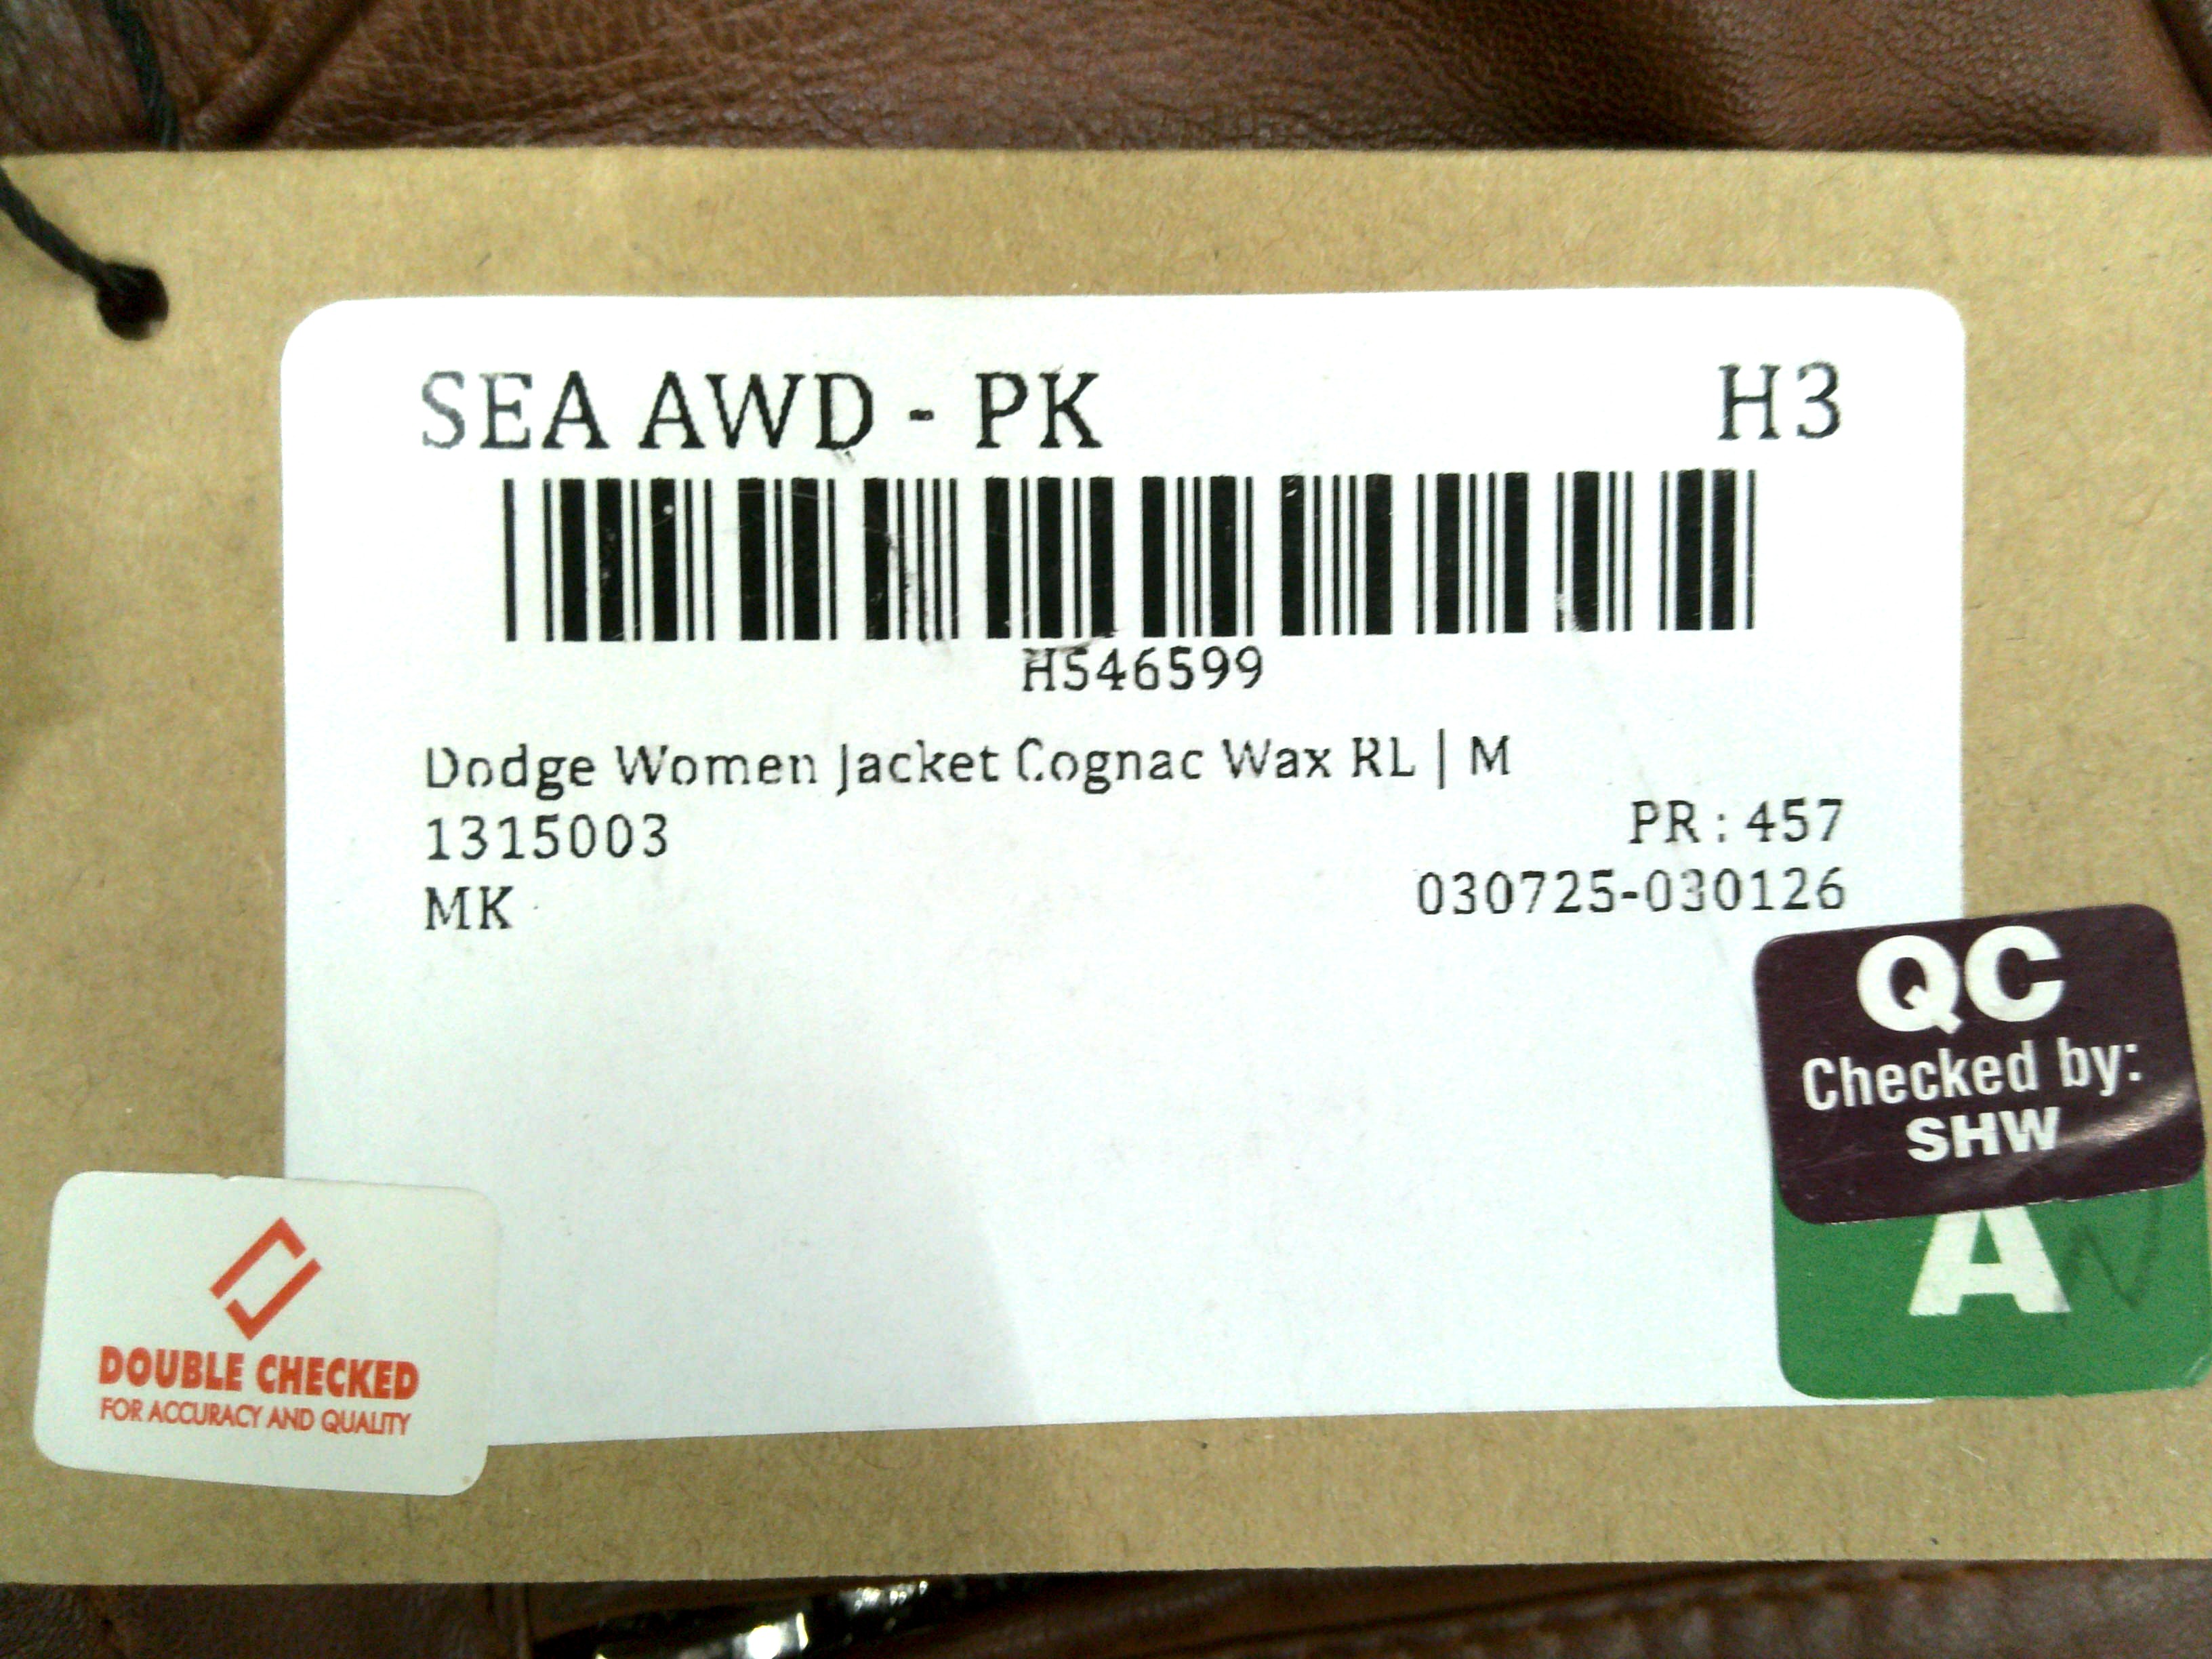 SEA AWD - PK H3
H546599
Dodge Women Jacket Cognac Wax RL | M
1315003 PR : 457
MK 030725-030126
QC
Checked by:
SHW
A
DOUBLE CHECKED
FOR ACCURACY AND QUALITY